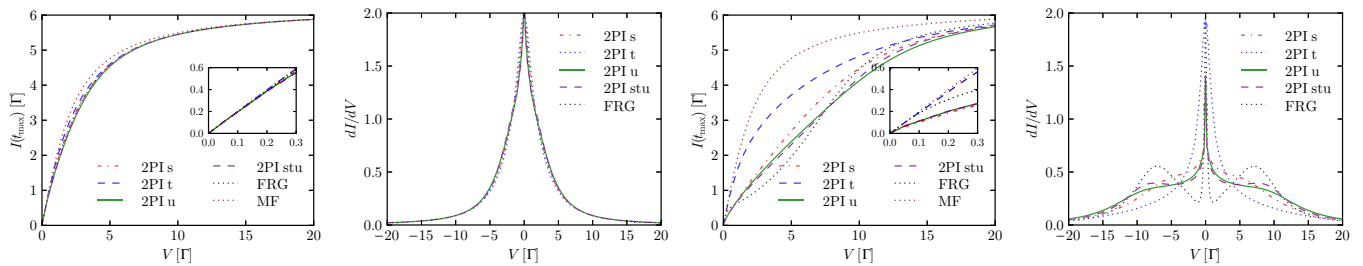 6
5
4
3
2
1
0
0 5 10 15 20
I(t_max) [Γ]
V [Γ]
0.6
0.4
0.2
0.0
0.0 0.1 0.2 0.3
2PI s
2PI t
2PI u
2PI stu
FRG
MF
2.0
1.5
1.0
0.5
0.0
−20 −15 −10 −5 0 5 10 15 20
dI/dV
V [Γ]
2PI s
2PI t
2PI u
2PI stu
FRG
6
5
4
3
2
1
0
0 5 10 15 20
I(t_max) [Γ]
V [Γ]
0.6
0.4
0.2
0.0
0.0 0.1 0.2 0.3
2PI s
2PI t
2PI u
2PI stu
FRG
MF
2.0
1.5
1.0
0.5
0.0
−20 −15 −10 −5 0 5 10 15 20
dI/dV
V [Γ]
2PI s
2PI t
2PI u
2PI stu
FRG